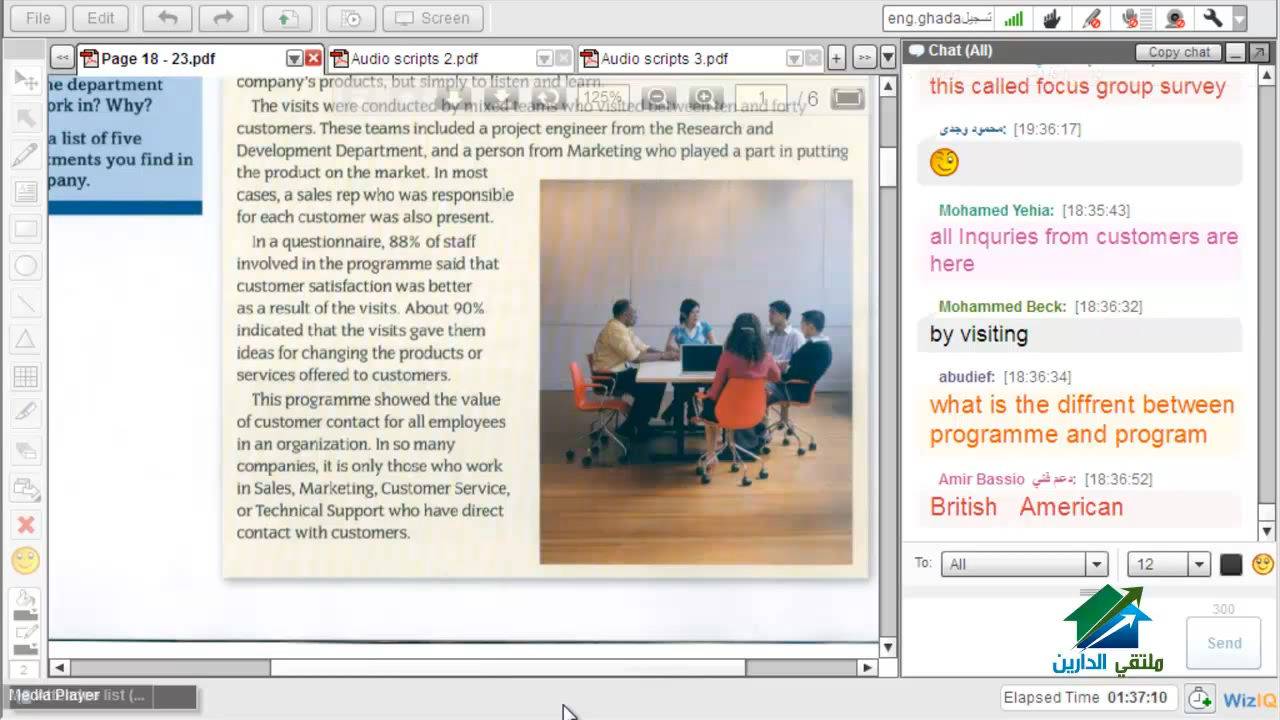 File
Edit
Screen
eng.ghada
<<
Page 18 - 23.pdf
Audio scripts 2.pdf
Audio scripts 3.pdf
+
>>
Chat (All)
Copy chat
ne department
ork in? Why?
a list of five
tments you find in
pany.
125%
1 / 6
company's products, but simply to listen and learn.
The visits were conducted by mixed teams who visited between ten and forty
customers. These teams included a project engineer from the Research and
Development Department, and a person from Marketing who played a part in putting
the product on the market. In most
cases, a sales rep who was responsible
for each customer was also present.
In a questionnaire, 88% of staff
involved in the programme said that
customer satisfaction was better
as a result of the visits. About 90%
indicated that the visits gave them
ideas for changing the products or
services offered to customers.
This programme showed the value
of customer contact for all employees
in an organization. In so many
companies, it is only those who work
in Sales, Marketing, Customer Service,
or Technical Support who have direct
contact with customers.
this called focus group survey
محمود وجدى: [19:36:17]
Mohamed Yehia: [18:35:43]
all Inquries from customers are
here
Mohammed Beck: [18:36:32]
by visiting
abudief: [18:36:34]
what is the diffrent between
programme and program
Amir Bassio دعم فني: [18:36:52]
British American
To:
All
12
300
Send
ملتقي الدارين
2
Media Player
list (...
Elapsed Time 01:37:10
WizIQ